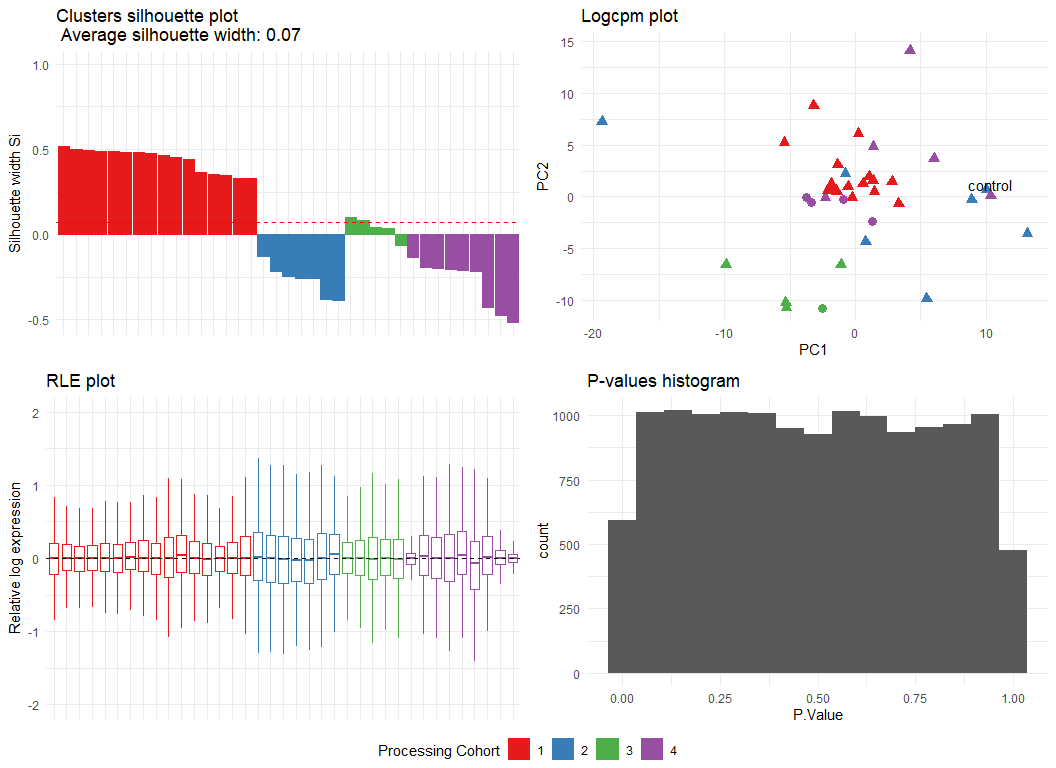 Clusters silhouette plot
Average silhouette width: 0.07
Silhouette width Si
1.0
0.5
0.0
-0.5
Logcpm plot
PC2
15
10
5
0
-5
-10
control
-20
-10
0
10
PC1
RLE plot
Relative log expression
2
1
0
-1
-2
P-values histogram
count
1000
750
500
250
0
0.00
0.25
0.50
0.75
1.00
P.Value
Processing Cohort 1 2 3 4